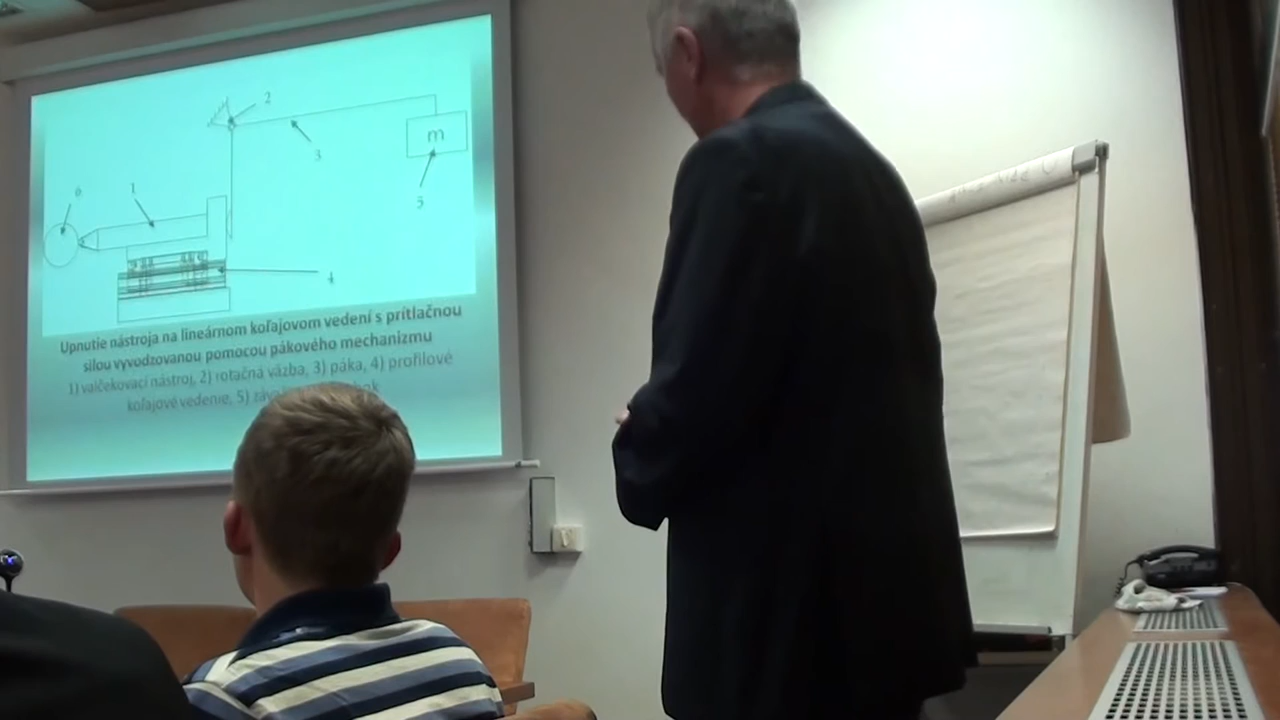 2
m
3
6
1
5
4
Upnutie nástroja na lineárnom koľajovom vedení s prítlačnou
silou vyvodzovanou pomocou pákového mechanizmu
1) valčekovací nástroj, 2) rotačná väzba, 3) páka, 4) profilové
koľajové vedenie, 5)